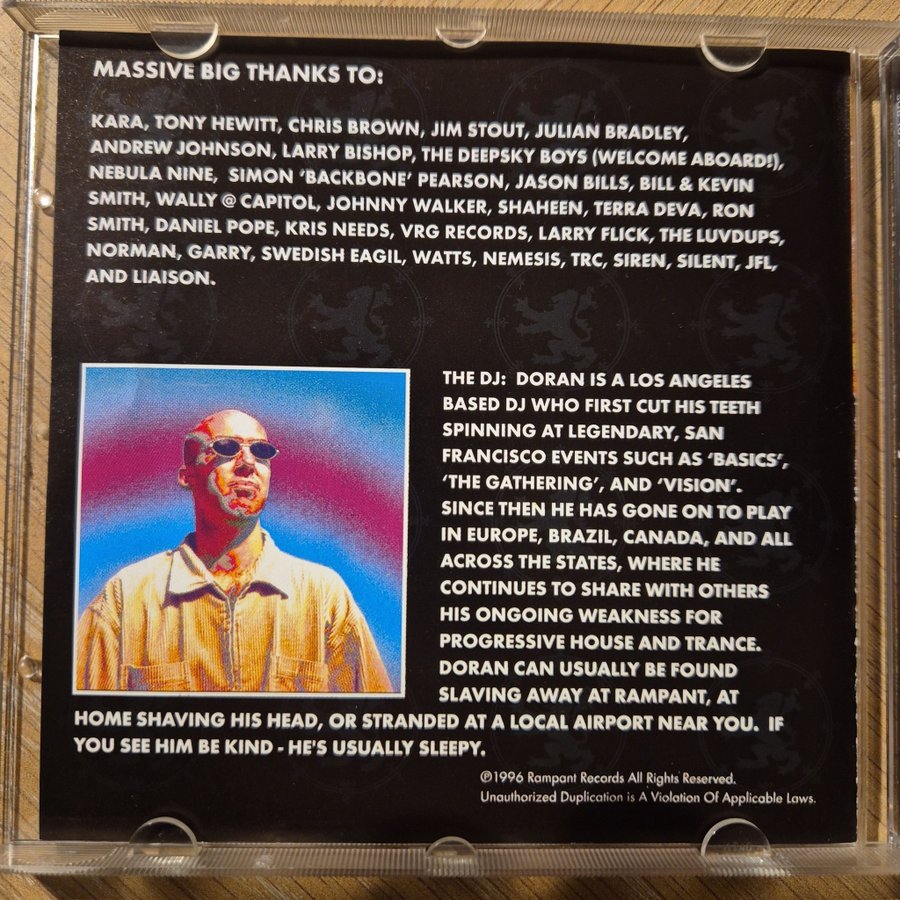 MASSIVE BIG THANKS TO:
KARA, TONY HEWITT, CHRIS BROWN, JIM STOUT, JULIAN BRADLEY,
ANDREW JOHNSON, LARRY BISHOP, THE DEEPSKY BOYS (WELCOME ABOARD!),
NEBULA NINE, SIMON 'BACKBONE' PEARSON, JASON BILLS, BILL & KEVIN
SMITH, WALLY @ CAPITOL, JOHNNY WALKER, SHAHEEN, TERRA DEVA, RON
SMITH, DANIEL POPE, KRIS NEEDS, VRG RECORDS, LARRY FLICK, THE LUVDUPS,
NORMAN, GARRY, SWEDISH EAGIL, WATTS, NEMESIS, TRC, SIREN, SILENT, JFL,
AND LIAISON.
THE DJ: DORAN IS A LOS ANGELES
BASED DJ WHO FIRST CUT HIS TEETH
SPINNING AT LEGENDARY, SAN
FRANCISCO EVENTS SUCH AS 'BASICS',
'THE GATHERING', AND 'VISION'.
SINCE THEN HE HAS GONE ON TO PLAY
IN EUROPE, BRAZIL, CANADA, AND ALL
ACROSS THE STATES, WHERE HE
CONTINUES TO SHARE WITH OTHERS
HIS ONGOING WEAKNESS FOR
PROGRESSIVE HOUSE AND TRANCE.
DORAN CAN USUALLY BE FOUND
SLAVING AWAY AT RAMPANT, AT
HOME SHAVING HIS HEAD, OR STRANDED AT A LOCAL AIRPORT NEAR YOU. IF
YOU SEE HIM BE KIND - HE'S USUALLY SLEEPY.
℗1996 Rampant Records All Rights Reserved.
Unauthorized Duplication is A Violation Of Applicable Laws.